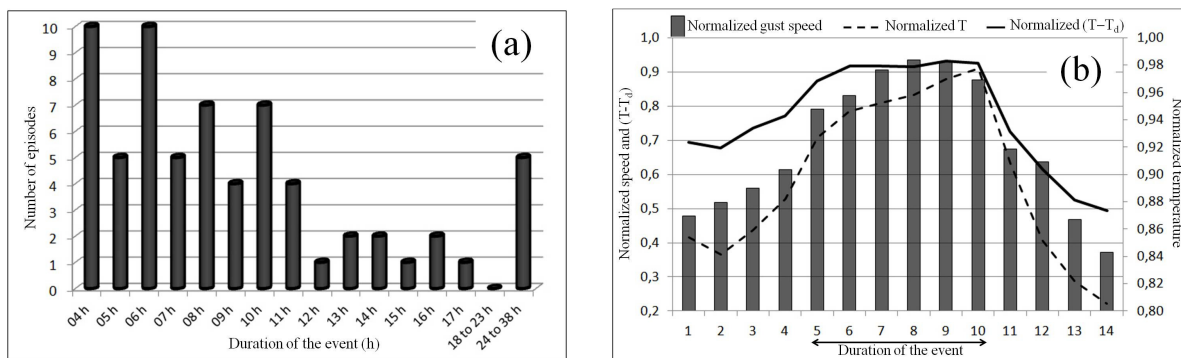 (a)
Number of episodes
10
9
8
7
6
5
4
3
2
1
0
04 h
05 h
06 h
07 h
08 h
09 h
10 h
11 h
12 h
13 h
14 h
15 h
16 h
17 h
18 to 23 h
24 to 38 h
Duration of the event (h)
(b)
Normalized gust speed
Normalized T
Normalized (T−Td)
Normalized speed and (T-Td)
1,0
0,9
0,8
0,7
0,6
0,5
0,4
0,3
0,2
1,00
0,98
0,96
0,94
0,92
0,90
0,88
0,86
0,84
0,82
0,80
Normalized termperature
1 2 3 4 5 6 7 8 9 10 11 12 13 14
Duration of the event